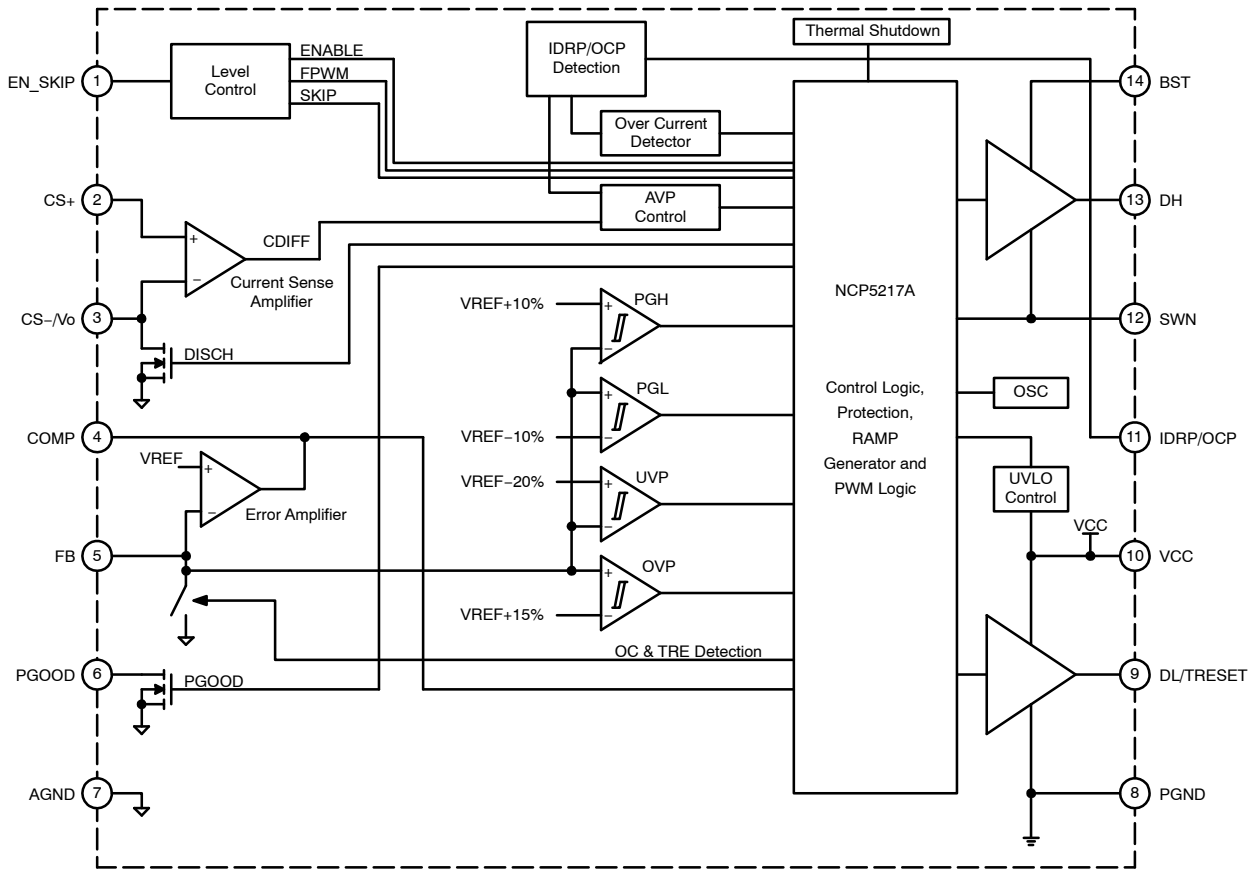 Thermal Shutdown
IDRP/OCP
Detection
ENABLE
FPWM
SKIP
Level
Control
EN_SKIP
1
14
BST
Over Current
Detector
CS+
2
AVP
Control
13
DH
+
−
CDIFF
Current Sense
Amplifier
NCP5217A
VREF+10%
+
−
PGH
CS−/Vo
3
12
SWN
DISCH
PGL
+
−
VREF−10%
Control Logic,
Protection,
RAMP
Generator and
PWM Logic
OSC
COMP
4
11
IDRP/OCP
VREF
+
−
Error Amplifier
VREF−20%
UVP
+
−
UVLO
Control
VCC
FB
5
10
VCC
OVP
+
−
VREF+15%
OC & TRE Detection
PGOOD
6
PGOOD
9
DL/TRESET
AGND
7
8
PGND